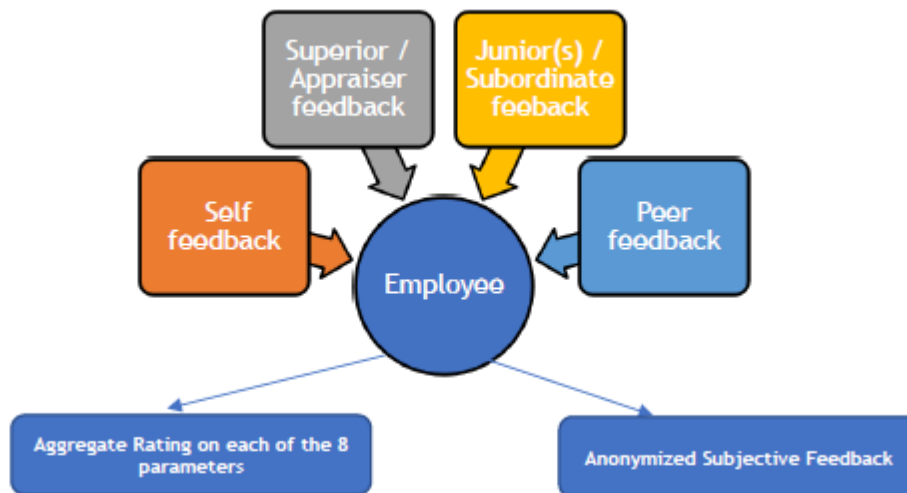 Superior /
Appraiser
feedback
Junior(s) /
Subordinate
feeback
Self
feedback
Peer
feedback
Employee
Aggregate Rating on each of the 8
parameters
Anonymized Subjective Feedback